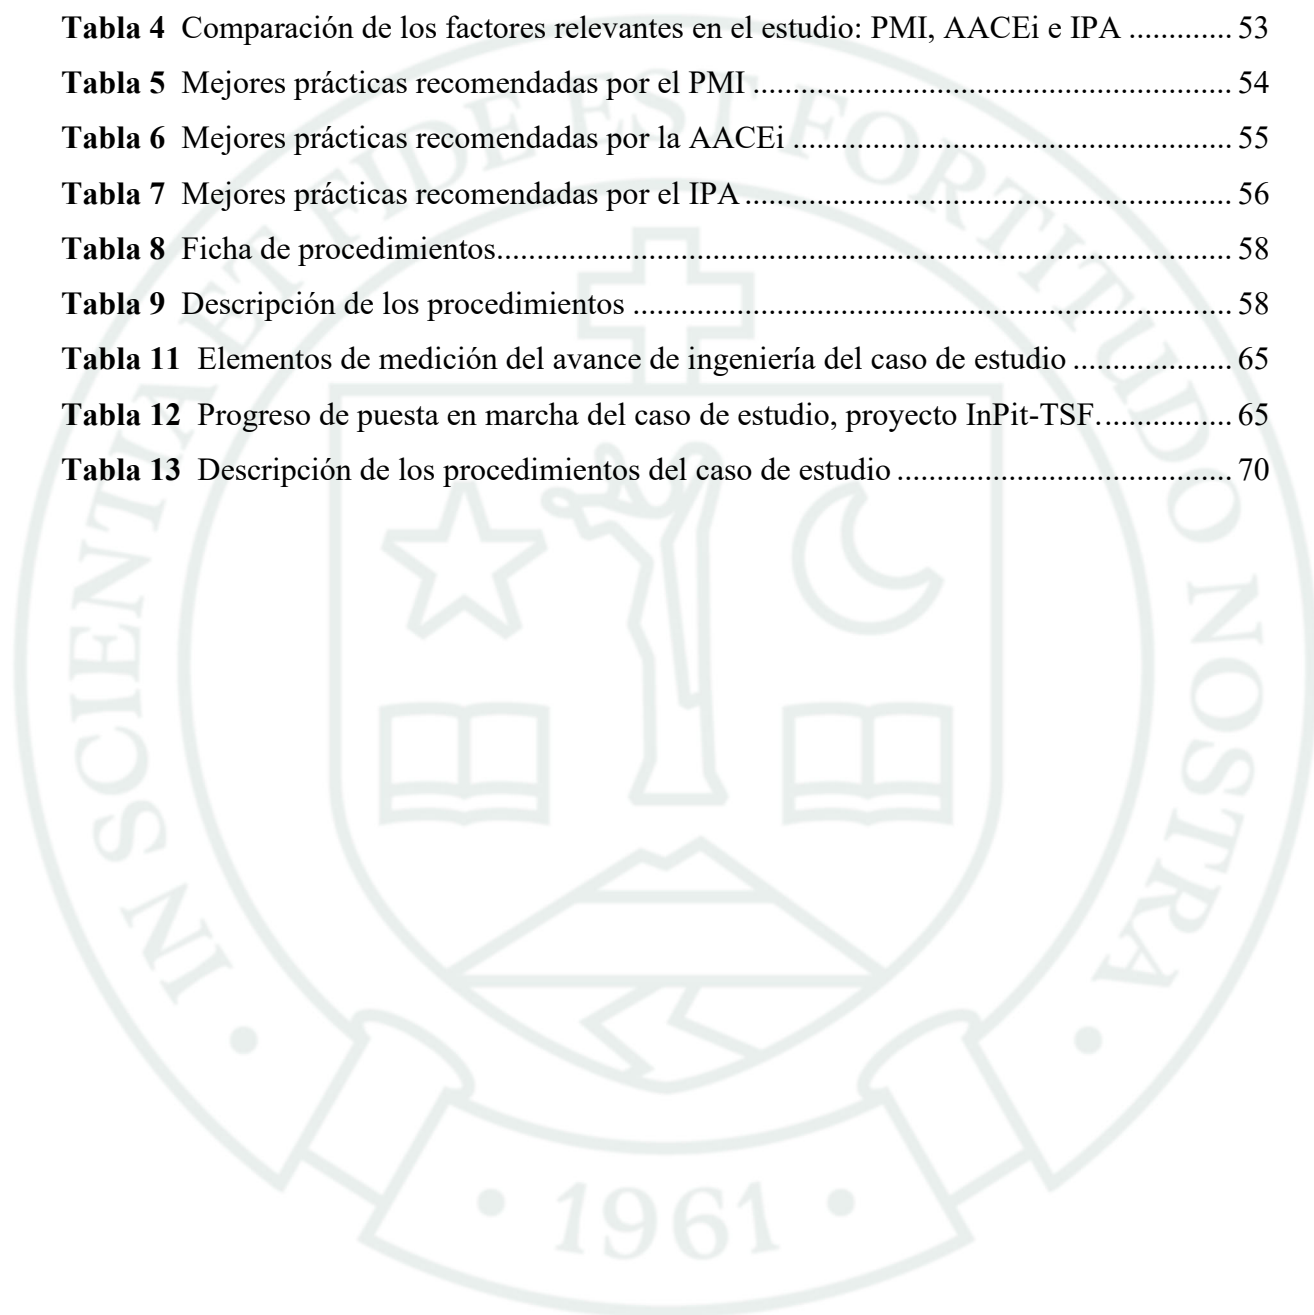 Tabla 4 Comparación de los factores relevantes en el estudio: PMI, AACEi e IPA ............. 53
Tabla 5 Mejores prácticas recomendadas por el PMI ............................................................. 54
Tabla 6 Mejores prácticas recomendadas por la AACEi ........................................................ 55
Tabla 7 Mejores prácticas recomendadas por el IPA .............................................................. 56
Tabla 8 Ficha de procedimientos............................................................................................. 58
Tabla 9 Descripción de los procedimientos ............................................................................ 58
Tabla 11 Elementos de medición del avance de ingeniería del caso de estudio .................... 65
Tabla 12 Progreso de puesta en marcha del caso de estudio, proyecto InPit-TSF................. 65
Tabla 13 Descripción de los procedimientos del caso de estudio .......................................... 70
IN SCIENTIA ET FIDE EST FORTITUDO NOSTRA
• 1961 •